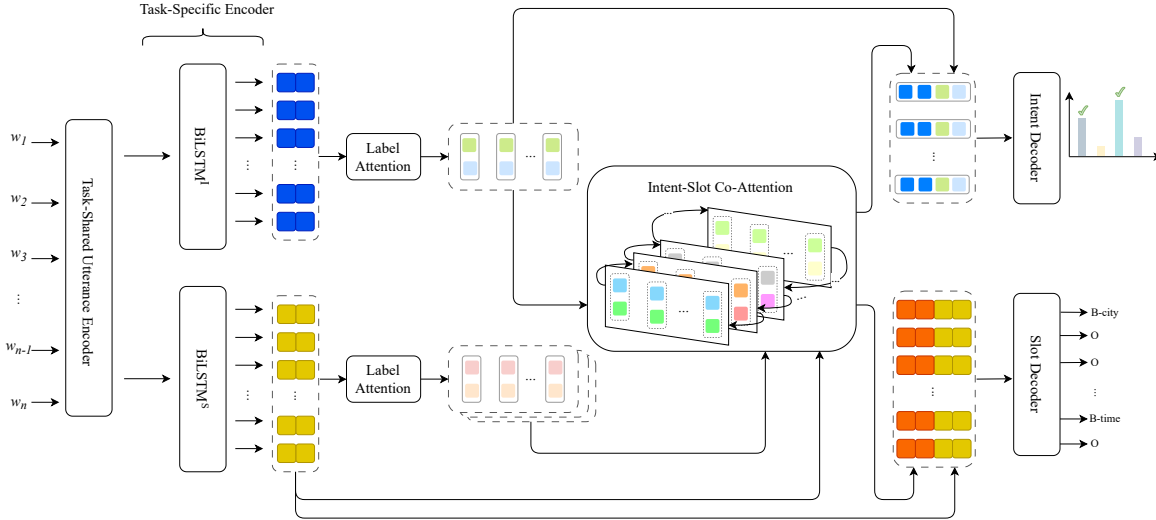 Task-Specific Encoder
w1
w2
w3
...
wn-1
wn
Task-Shared Utterance Encoder
BiLSTM^I
BiLSTM^S
...
...
...
...
Label
Attention
Label
Attention
...
...
Intent-Slot Co-Attention
...
...
...
...
...
...
Intent Decoder
Slot Decoder
B-city
O
O
...
B-time
O